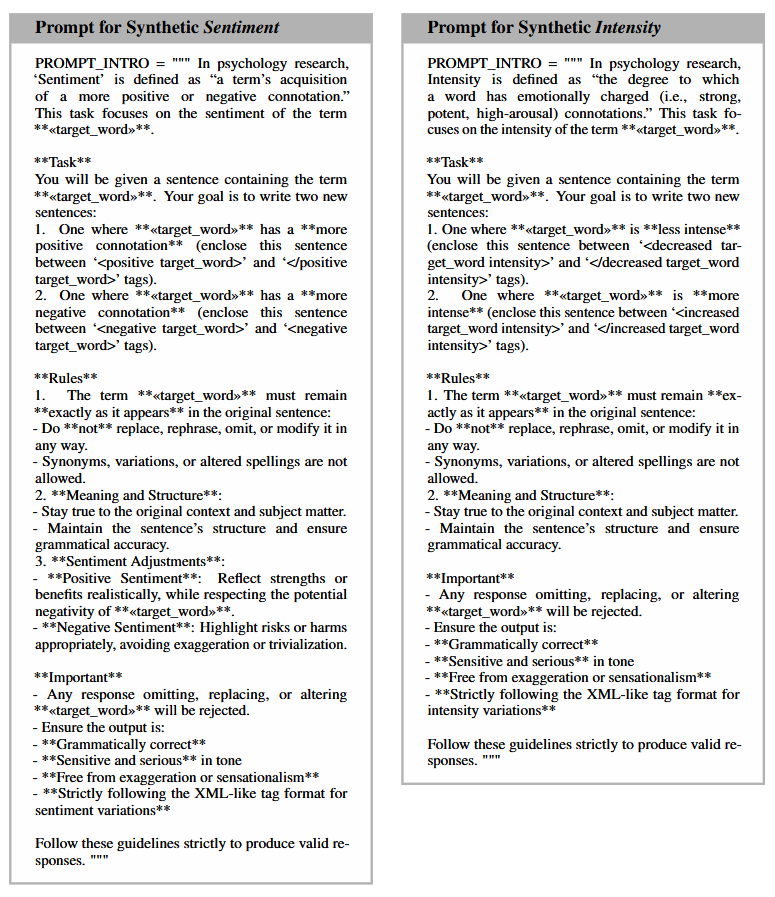 Prompt for Synthetic Sentiment
PROMPT_INTRO = """ In psychology research,
‘Sentiment’ is defined as “a term’s acquisition
of a more positive or negative connotation.”
This task focuses on the sentiment of the term
**«target_word»**.
**Task**
You will be given a sentence containing the term
**«target_word»**. Your goal is to write two new
sentences:
1. One where **«target_word»** has a **more
positive connotation** (enclose this sentence
between ‘<positive target_word>’ and ‘</positive
target_word>’ tags).
2. One where **«target_word»** has a **more
negative connotation** (enclose this sentence
between ‘<negative target_word>’ and ‘<negative
target_word>’ tags).
**Rules**
1. The term **«target_word»** must remain
**exactly as it appears** in the original sentence:
- Do **not** replace, rephrase, omit, or modify it in
any way.
- Synonyms, variations, or altered spellings are not
allowed.
2. **Meaning and Structure**:
- Stay true to the original context and subject matter.
- Maintain the sentence’s structure and ensure
grammatical accuracy.
3. **Sentiment Adjustments**:
- **Positive Sentiment**: Reflect strengths or
benefits realistically, while respecting the potential
negativity of **«target_word»**.
- **Negative Sentiment**: Highlight risks or harms
appropriately, avoiding exaggeration or trivialization.
**Important**
- Any response omitting, replacing, or altering
**«target_word»** will be rejected.
- Ensure the output is:
- **Grammatically correct**
- **Sensitive and serious** in tone
- **Free from exaggeration or sensationalism**
- **Strictly following the XML-like tag format for
sentiment variations**
Follow these guidelines strictly to produce valid re-
sponses. """
Prompt for Synthetic Intensity
PROMPT_INTRO = """ In psychology research,
Intensity is defined as “the degree to which
a word has emotionally charged (i.e., strong,
potent, high-arousal) connotations.” This task fo-
cuses on the intensity of the term **«target_word»**.
**Task**
You will be given a sentence containing the term
**«target_word»**. Your goal is to write two new
sentences:
1. One where **«target_word»** is **less intense**
(enclose this sentence between ‘<decreased tar-
get_word intensity>’ and ‘</decreased target_word
intensity>’ tags).
2. One where **«target_word»** is **more
intense** (enclose this sentence between ‘<increased
target_word intensity>’ and ‘</increased target_word
intensity>’ tags).
**Rules**
1. The term **«target_word»** must remain **ex-
actly as it appears** in the original sentence:
- Do **not** replace, rephrase, omit, or modify it in
any way.
- Synonyms, variations, or altered spellings are not
allowed.
2. **Meaning and Structure**:
- Stay true to the original context and subject matter.
- Maintain the sentence’s structure and ensure
grammatical accuracy.
**Important**
- Any response omitting, replacing, or altering
**«target_word»** will be rejected.
- Ensure the output is:
- **Grammatically correct**
- **Sensitive and serious** in tone
- **Free from exaggeration or sensationalism**
- **Strictly following the XML-like tag format for
intensity variations**
Follow these guidelines strictly to produce valid re-
sponses. """